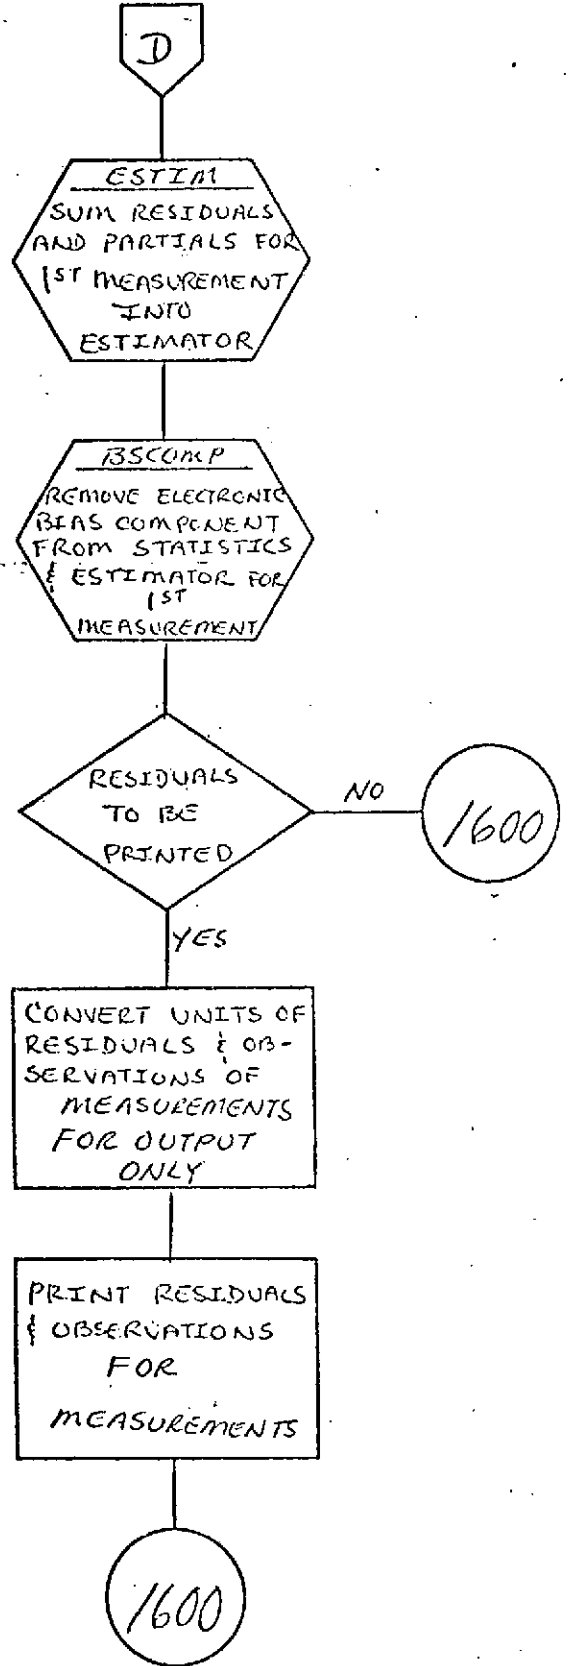 D
ESTIM
SUM RESIDUALS
AND PARTIALS FOR
1ST MEASUREMENT
INTO
ESTIMATOR
BSCOMP
REMOVE ELECTRONIC
BIAS COMPONENT
FROM STATISTICS
& ESTIMATOR FOR
1ST
MEASUREMENT
RESIDUALS
TO BE
PRINTED
NO
1600
YES
CONVERT UNITS OF
RESIDUALS & OB-
SERVATIONS OF
MEASUREMENTS
FOR OUTPUT
ONLY
PRINT RESIDUALS
& OBSERVATIONS
FOR
MEASUREMENTS
1600